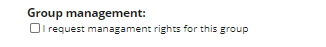 Group management:
I request managament rights for this group